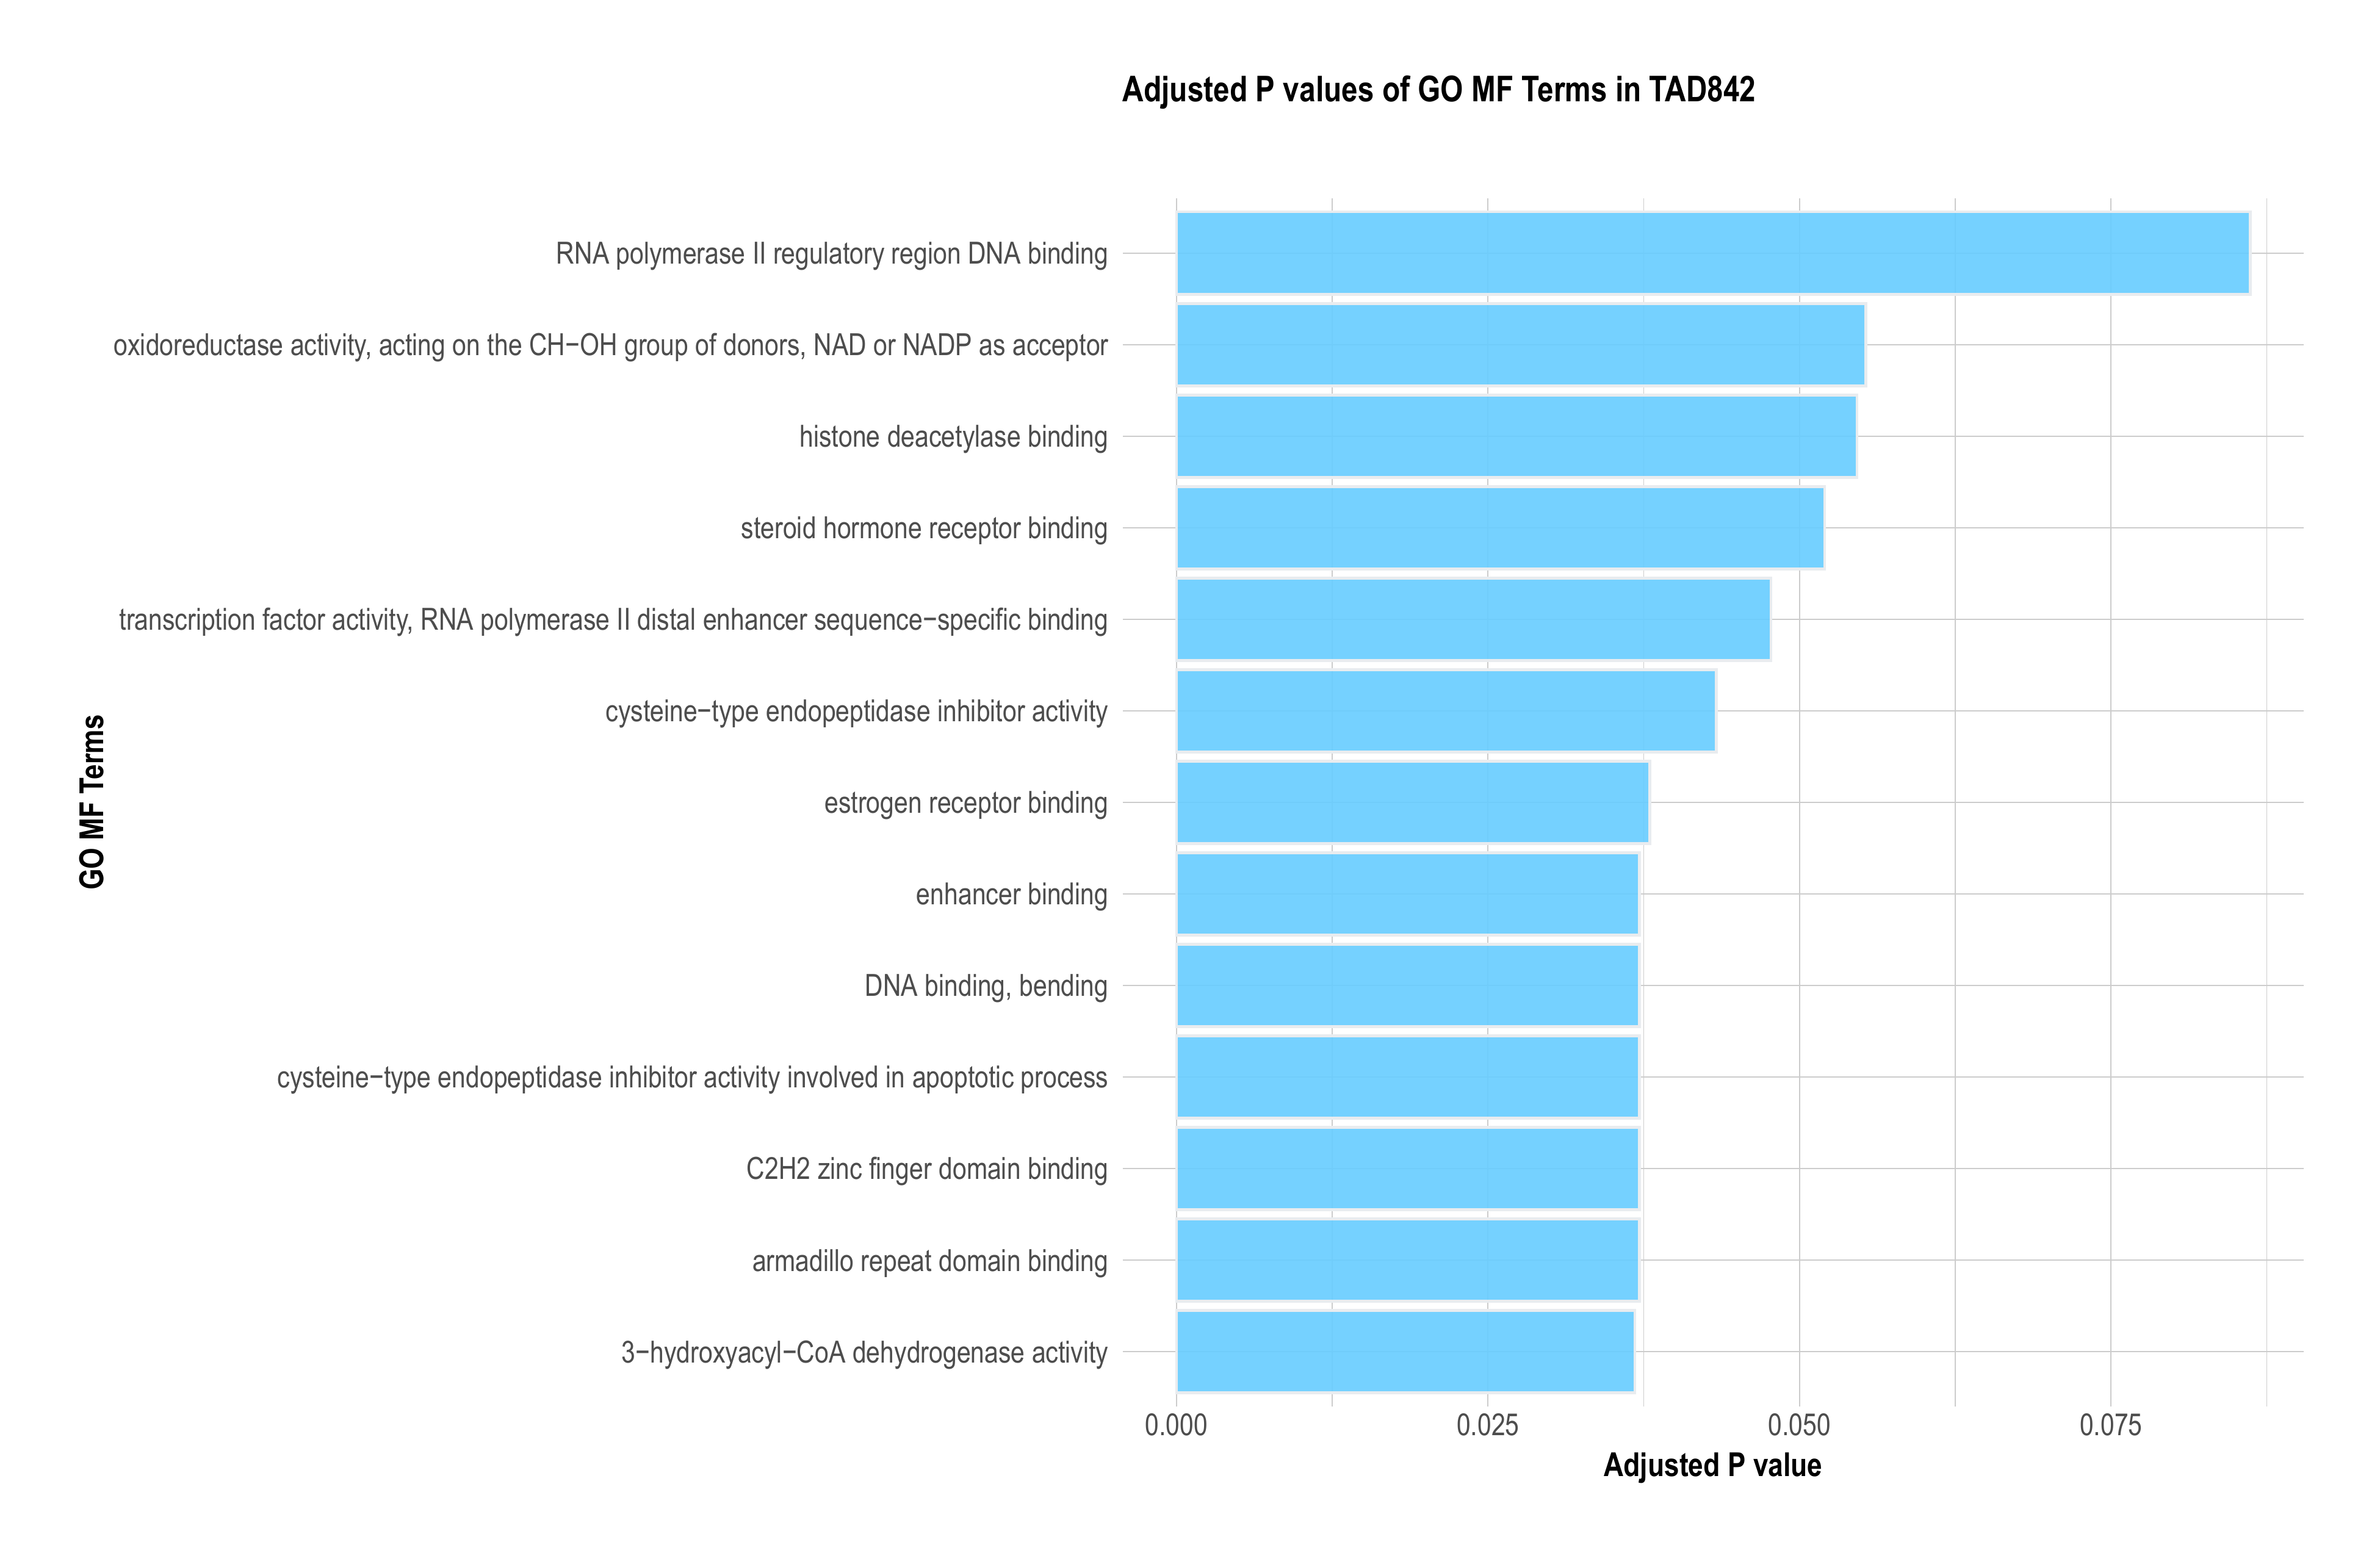 Adjusted P values of GO MF Terms in TAD842
RNA polymerase II regulatory region DNA binding
oxidoreductase activity, acting on the CH−OH group of donors, NAD or NADP as acceptor
histone deacetylase binding
steroid hormone receptor binding
transcription factor activity, RNA polymerase II distal enhancer sequence−specific binding
cysteine−type endopeptidase inhibitor activity
estrogen receptor binding
enhancer binding
DNA binding, bending
cysteine−type endopeptidase inhibitor activity involved in apoptotic process
C2H2 zinc finger domain binding
armadillo repeat domain binding
3−hydroxyacyl−CoA dehydrogenase activity
GO MF Terms
0.000 0.025 0.050 0.075
Adjusted P value